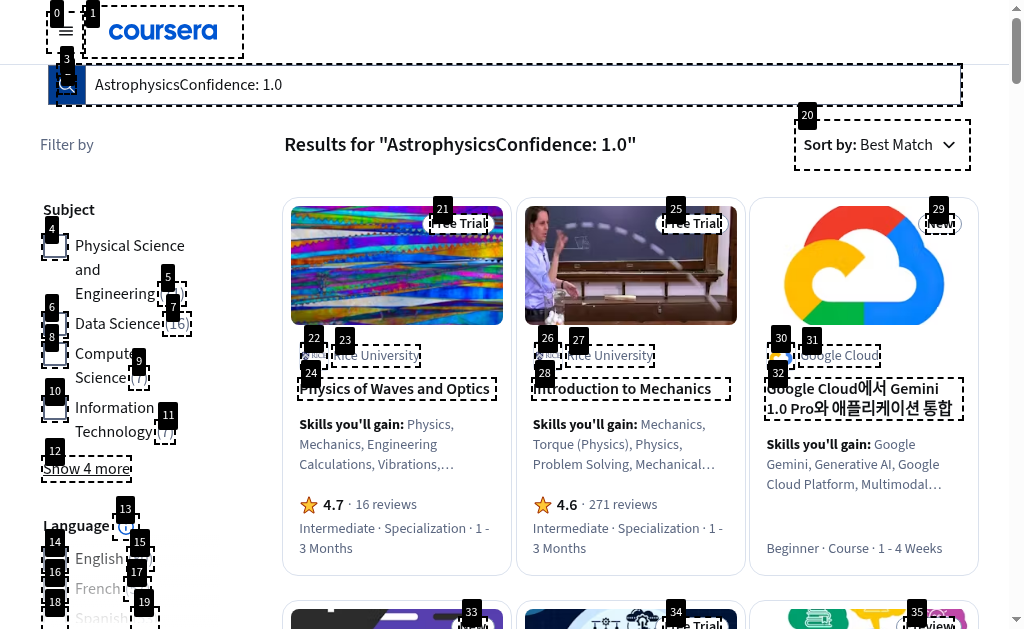 coursera
AstrophysicsConfidence: 1.0
Filter by
Results for "AstrophysicsConfidence: 1.0"
Sort by: Best Match
Subject
Physical Science
and
Engineering
Data Science (16)
Science (7)
Information
Technology (7)
Show 4 more
Language
English
French
Spanish
Free Trial
Rice University
Physics of Waves and Optics
Skills you'll gain: Physics,
Mechanics, Engineering
Calculations, Vibrations,…
4.7 · 16 reviews
Intermediate · Specialization · 1 -
3 Months
Free Trial
Rice University
Introduction to Mechanics
Skills you'll gain: Mechanics,
Torque (Physics), Physics,
Problem Solving, Mechanical…
4.6 · 271 reviews
Intermediate · Specialization · 1 -
3 Months
New
Google Cloud
Google Cloud에서 Gemini
1.0 Pro와 애플리케이션 통합
Skills you'll gain: Google
Gemini, Generative AI, Google
Cloud Platform, Multimodal…
Beginner · Course · 1 - 4 Weeks
New
Free Trial
Preview
0
1
3
4
5
6
7
8
9
10
11
12
13
14
15
16
17
18
19
20
21
22
23
24
25
26
27
28
29
30
31
32
33
34
35